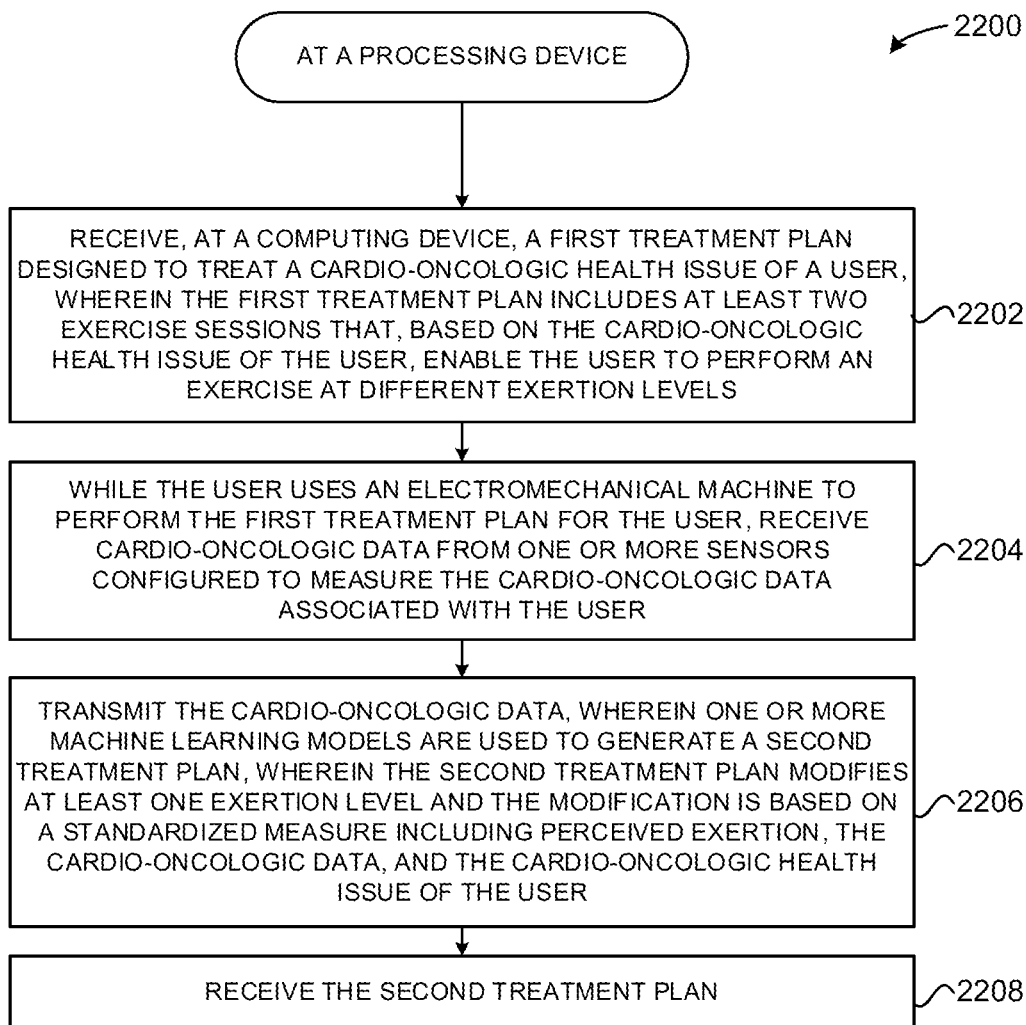 2200
AT A PROCESSING DEVICE
RECEIVE, AT A COMPUTING DEVICE, A FIRST TREATMENT PLAN
DESIGNED TO TREAT A CARDIO-ONCOLOGIC HEALTH ISSUE OF A USER,
WHEREIN THE FIRST TREATMENT PLAN INCLUDES AT LEAST TWO
EXERCISE SESSIONS THAT, BASED ON THE CARDIO-ONCOLOGIC
HEALTH ISSUE OF THE USER, ENABLE THE USER TO PERFORM AN
EXERCISE AT DIFFERENT EXERTION LEVELS
2202
WHILE THE USER USES AN ELECTROMECHANICAL MACHINE TO
PERFORM THE FIRST TREATMENT PLAN FOR THE USER, RECEIVE
CARDIO-ONCOLOGIC DATA FROM ONE OR MORE SENSORS
CONFIGURED TO MEASURE THE CARDIO-ONCOLOGIC DATA
ASSOCIATED WITH THE USER
2204
TRANSMIT THE CARDIO-ONCOLOGIC DATA, WHEREIN ONE OR MORE
MACHINE LEARNING MODELS ARE USED TO GENERATE A SECOND
TREATMENT PLAN, WHEREIN THE SECOND TREATMENT PLAN MODIFIES
AT LEAST ONE EXERTION LEVEL AND THE MODIFICATION IS BASED ON
A STANDARDIZED MEASURE INCLUDING PERCEIVED EXERTION, THE
CARDIO-ONCOLOGIC DATA, AND THE CARDIO-ONCOLOGIC HEALTH
ISSUE OF THE USER
2206
RECEIVE THE SECOND TREATMENT PLAN
2208